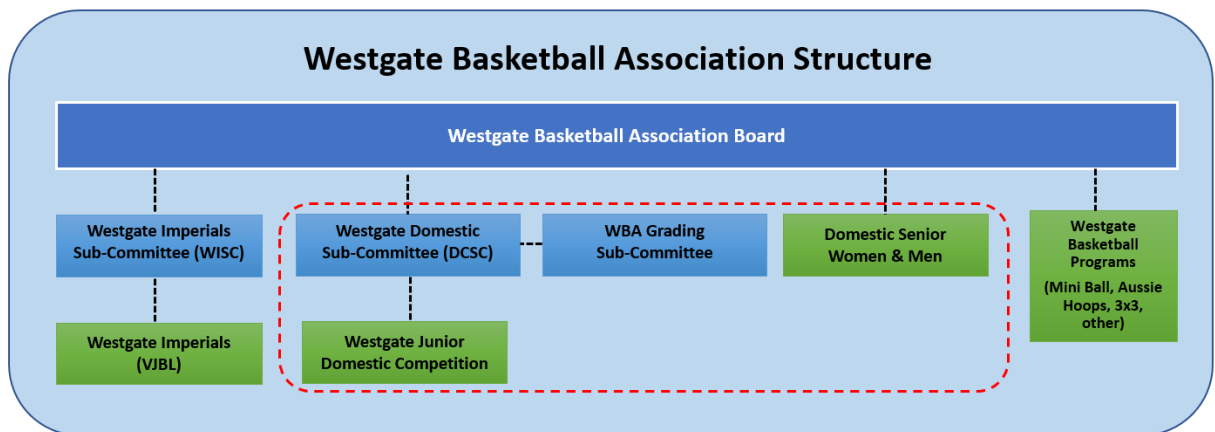 Westgate Basketball Association Structure
Westgate Basketball Association Board
Westgate Imperials
Sub-Committee (WISC)
Westgate Domestic
Sub-Committee (DCSC)
WBA Grading
Sub-Committee
Domestic Senior
Women & Men
Westgate
Basketball
Programs
(Mini Ball, Aussie
Hoops, 3x3,
other)
Westgate Imperials
(VJBL)
Westgate Junior
Domestic Competition